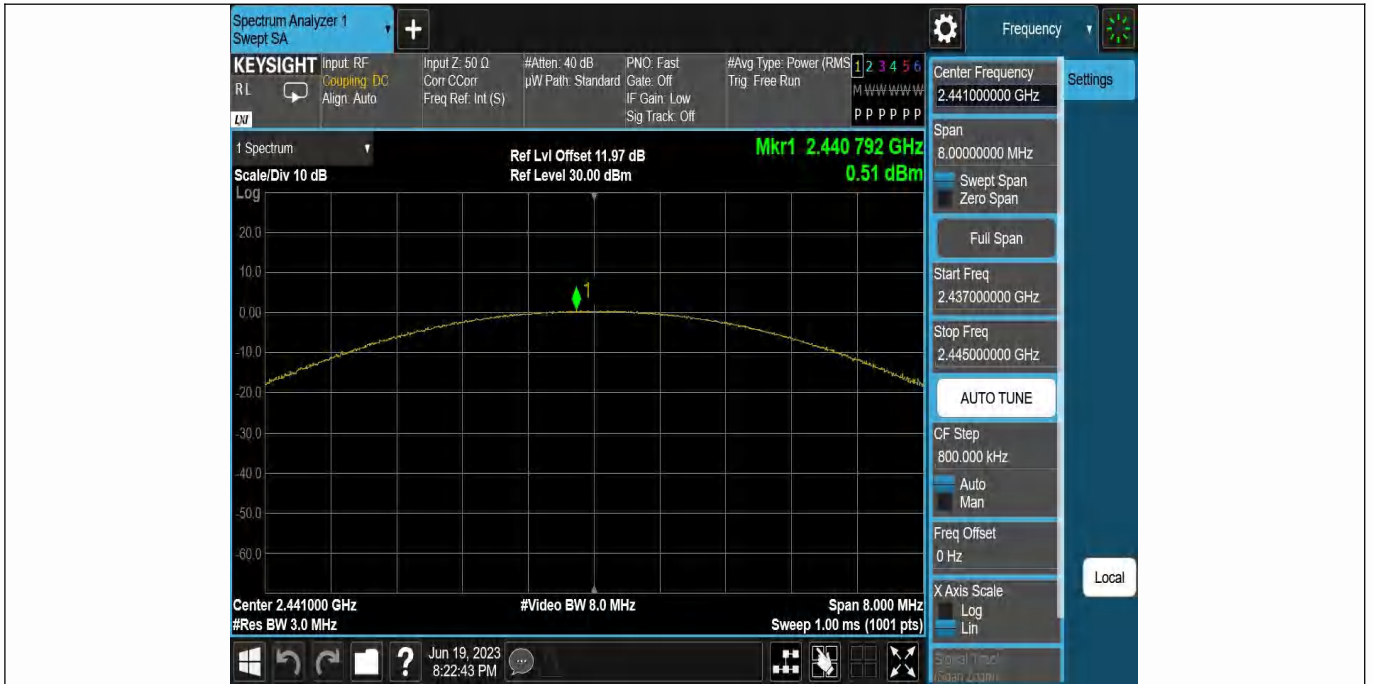 Spectrum Analyzer 1
Swept SA
+
Frequency
KEYSIGHT
RL
LXI
Input: RF
Coupling: DC
Align: Auto
Input Z: 50 Ω
Corr CCorr
Freq Ref: Int (S)
#Atten: 40 dB
µW Path: Standard
PNO: Fast
Gate: Off
IF Gain: Low
Sig Track: Off
#Avg Type: Power (RMS
Trig: Free Run
1 2 3 4 5 6
M W W W W W
P P P P P P
1 Spectrum
Scale/Div 10 dB
Log
Ref Lvl Offset 11.97 dB
Ref Level 30.00 dBm
Mkr1 2.440 792 GHz
0.51 dBm
20.0
10.0
0.00
-10.0
-20.0
-30.0
-40.0
-50.0
-60.0
1
Center 2.441000 GHz
#Res BW 3.0 MHz
#Video BW 8.0 MHz
Span 8.000 MHz
Sweep 1.00 ms (1001 pts)
Center Frequency
2.441000000 GHz
Settings
Span
8.00000000 MHz
Swept Span
Zero Span
Full Span
Start Freq
2.437000000 GHz
Stop Freq
2.445000000 GHz
AUTO TUNE
CF Step
800.000 kHz
Auto
Man
Freq Offset
0 Hz
X Axis Scale
Log
Lin
Signal Track
(Span Zoom)
Local
?
Jun 19, 2023
8:22:43 PM